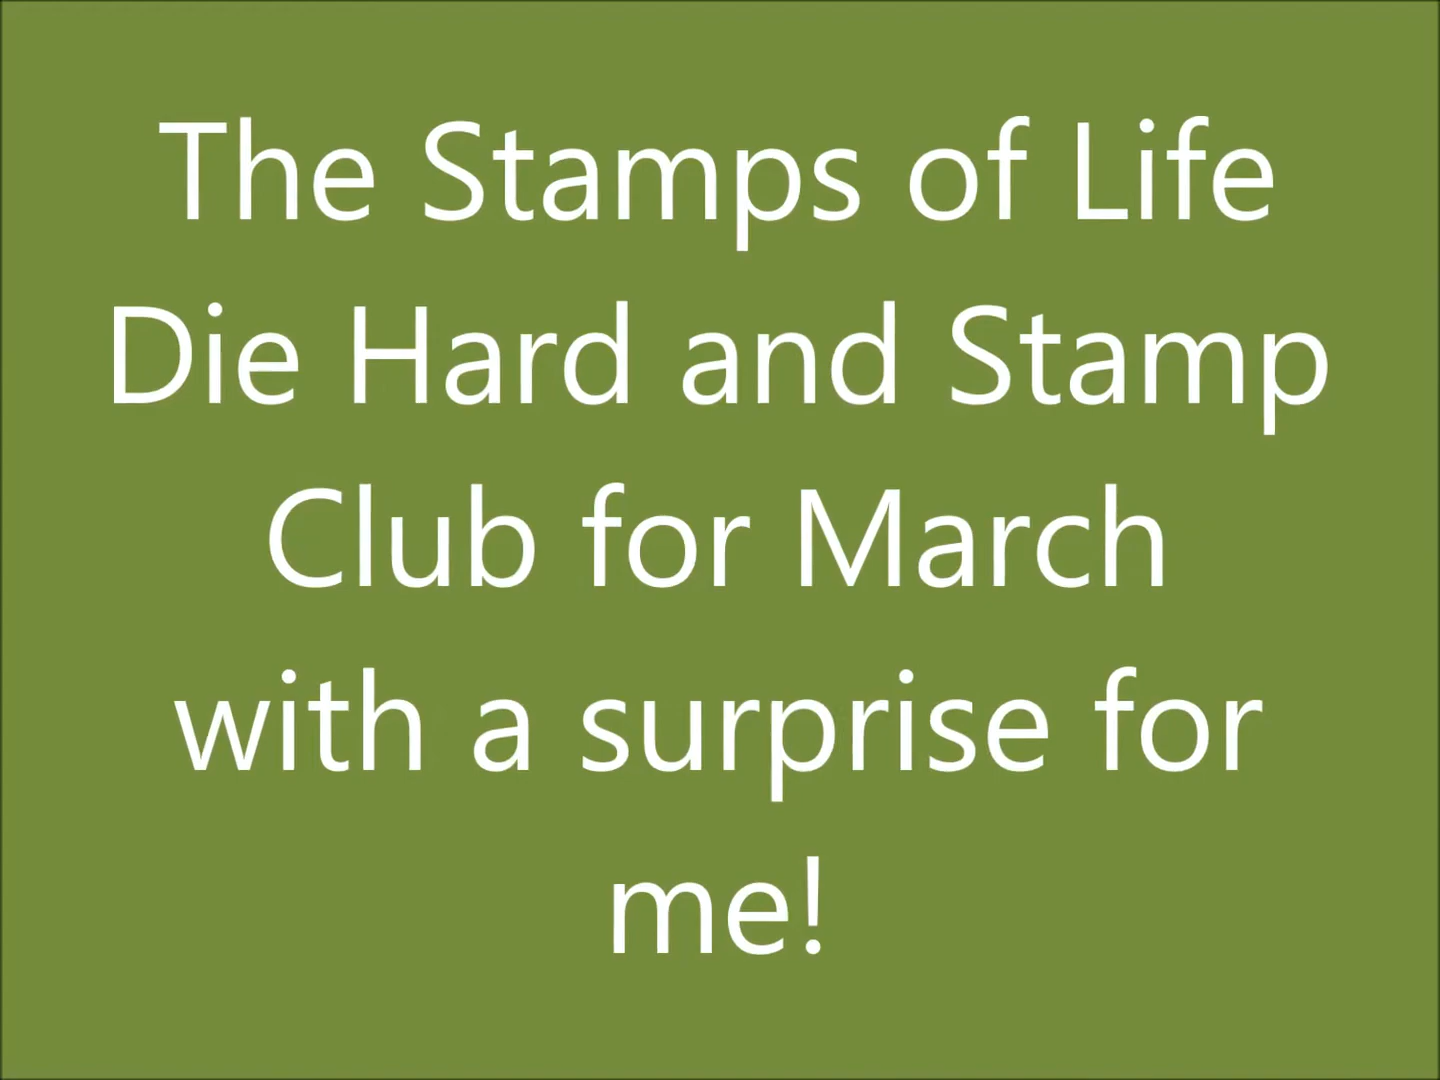 The Stamps of Life
Die Hard and Stamp
Club for March
with a surprise for
me!